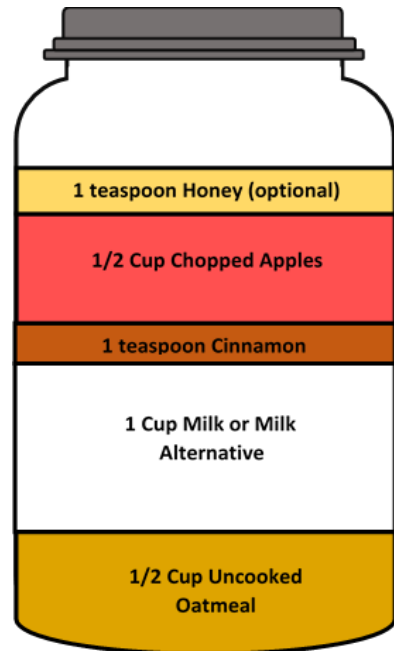 1 teaspoon Honey (optional)
1/2 Cup Chopped Apples
1 teaspoon Cinnamon
1 Cup Milk or Milk
Alternative
1/2 Cup Uncooked
Oatmeal